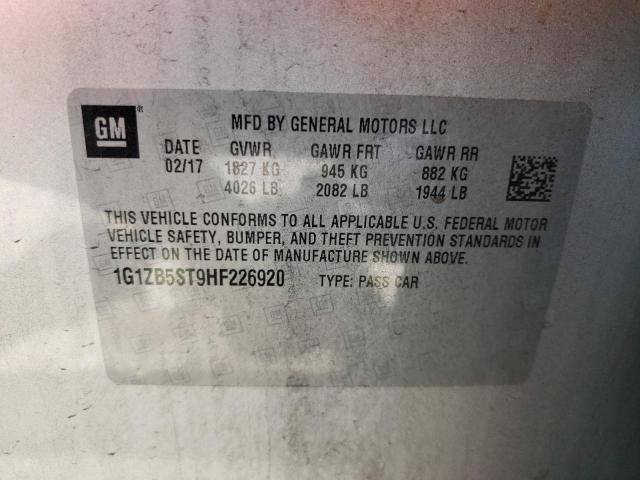 GM ®
MFD BY GENERAL MOTORS LLC
DATE GVWR GAWR FRT GAWR RR
02/17 1827 KG 945 KG 882 KG
4026 LB 2082 LB 1944 LB
THIS VEHICLE CONFORMS TO ALL APPLICABLE U.S. FEDERAL MOTOR
VEHICLE SAFETY, BUMPER, AND THEFT PREVENTION STANDARDS IN
EFFECT ON THE DATE OF MANUFACTURE SHOWN ABOVE.
1G1ZB5ST9HF226920 TYPE: PASS CAR